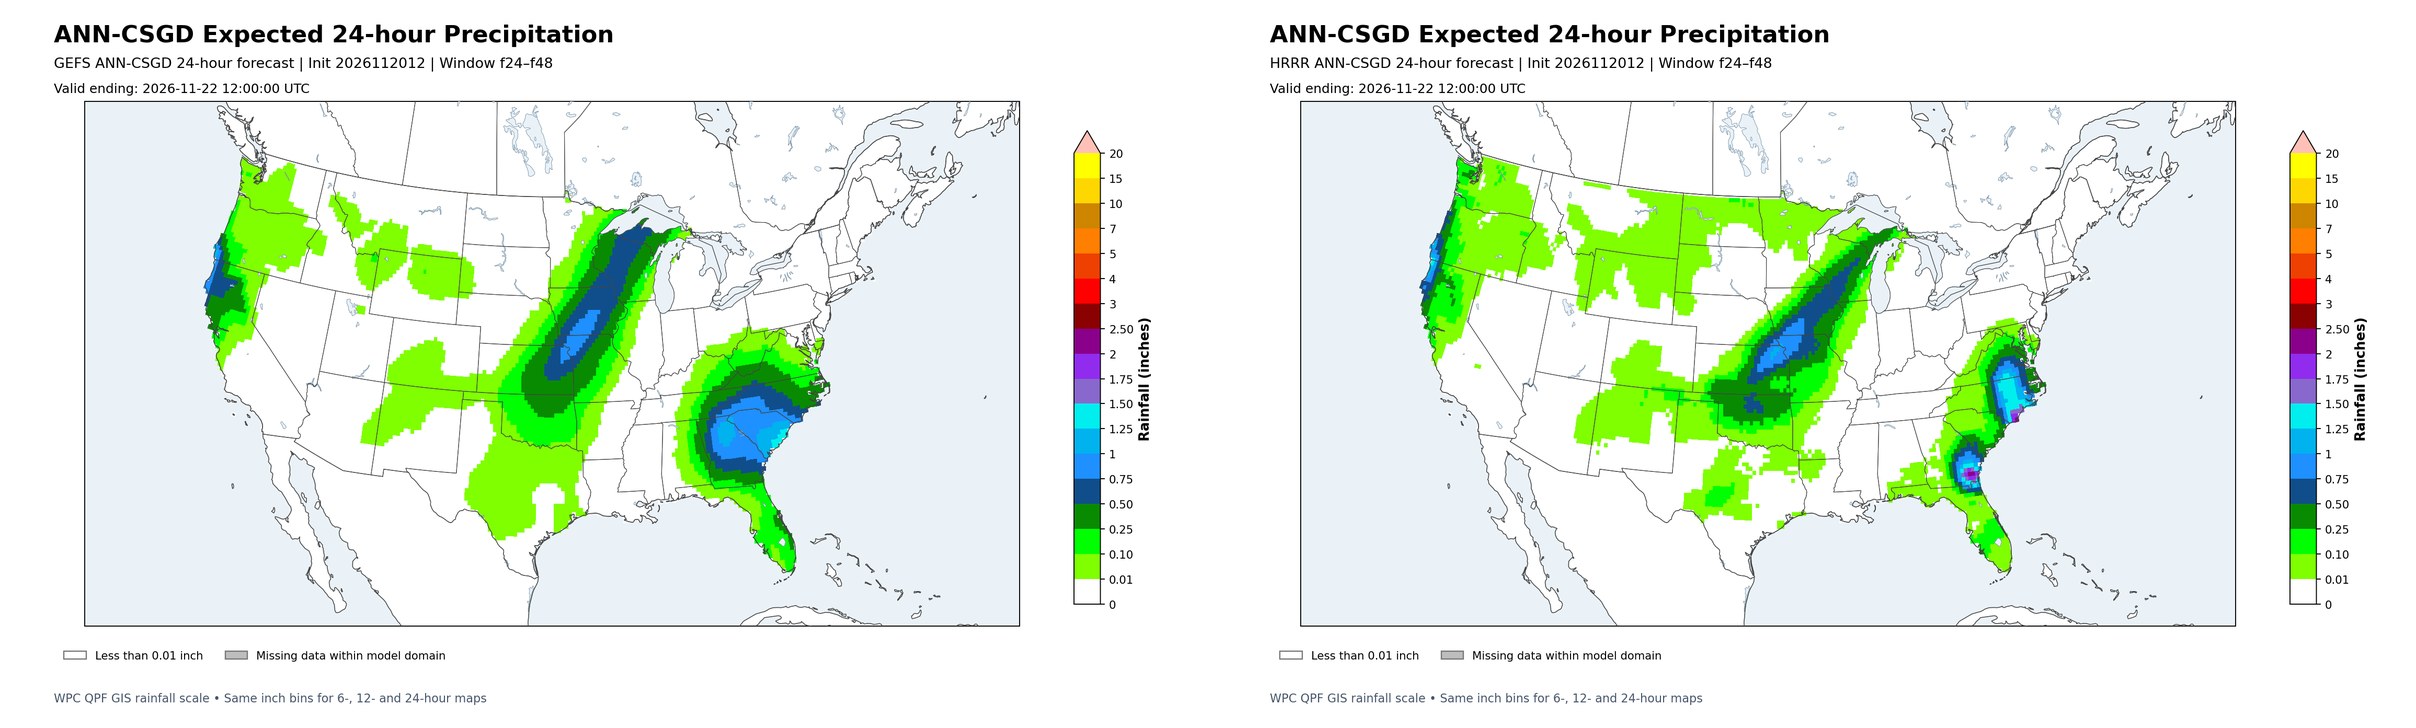 ANN-CSGD Expected 24-hour Precipitation
GEFS ANN-CSGD 24-hour forecast | Init 2026112012 | Window f24–f48
Valid ending: 2026-11-22 12:00:00 UTC
20
15
10
7
5
4
3
2.50
2
1.75
1.50
1.25
1
0.75
0.50
0.25
0.10
0.01
0
Rainfall (inches)
Less than 0.01 inch
Missing data within model domain
WPC QPF GIS rainfall scale • Same inch bins for 6-, 12- and 24-hour maps
ANN-CSGD Expected 24-hour Precipitation
HRRR ANN-CSGD 24-hour forecast | Init 2026112012 | Window f24–f48
Valid ending: 2026-11-22 12:00:00 UTC
20
15
10
7
5
4
3
2.50
2
1.75
1.50
1.25
1
0.75
0.50
0.25
0.10
0.01
0
Rainfall (inches)
Less than 0.01 inch
Missing data within model domain
WPC QPF GIS rainfall scale • Same inch bins for 6-, 12- and 24-hour maps